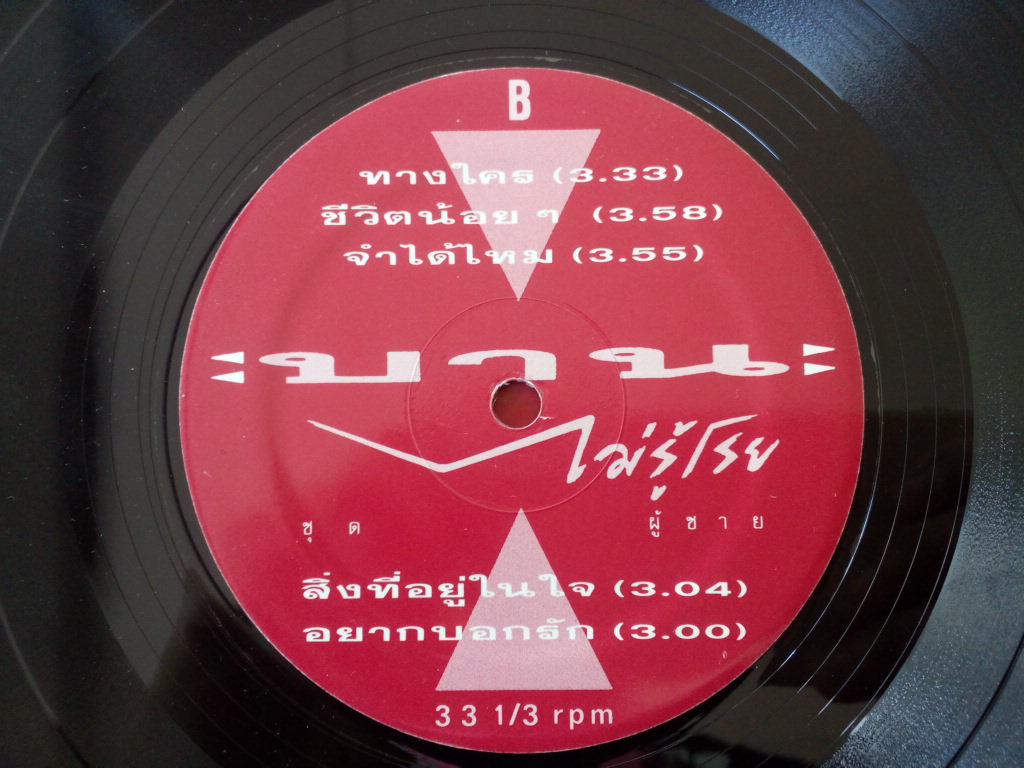 B
ทางใคร (3.33)
ชีวิตน้อย ๆ (3.58)
จำได้ไหม (3.55)
บาน
ไม่รู้โรย
ชุด ผู้ชาย
สิ่งที่อยู่ในใจ (3.04)
อยากบอกรัก (3.00)
33 1/3 rpm